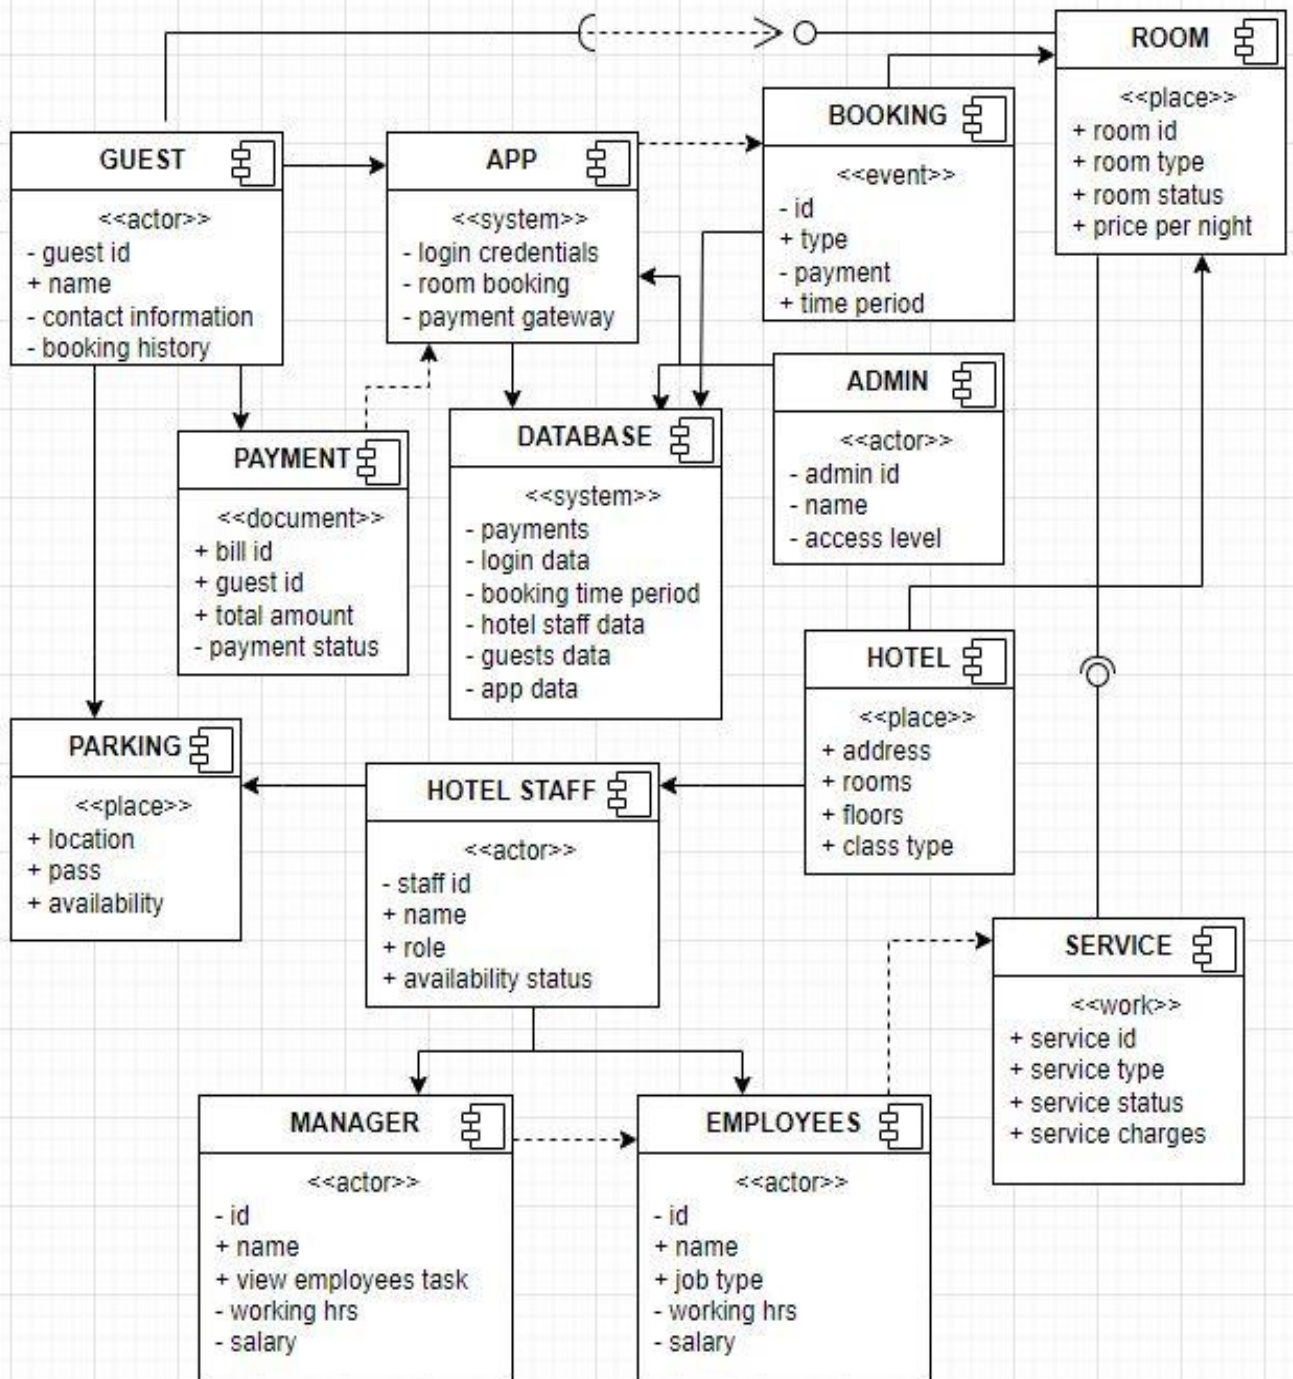 ROOM
<<place>>
+ room id
+ room type
+ room status
+ price per night
BOOKING
<<event>>
- id
+ type
- payment
+ time period
GUEST
<<actor>>
- guest id
+ name
- contact information
- booking history
APP
<<system>>
- login credentials
- room booking
- payment gateway
ADMIN
<<actor>>
- admin id
- name
- access level
PAYMENT
<<document>>
+ bill id
+ guest id
+ total amount
- payment status
DATABASE
<<system>>
- payments
- login data
- booking time period
- hotel staff data
- guests data
- app data
HOTEL
<<place>>
+ address
+ rooms
+ floors
+ class type
PARKING
<<place>>
+ location
+ pass
+ availability
HOTEL STAFF
<<actor>>
- staff id
+ name
+ role
+ availability status
SERVICE
<<work>>
+ service id
+ service type
+ service status
+ service charges
MANAGER
<<actor>>
- id
+ name
+ view employees task
- working hrs
- salary
EMPLOYEES
<<actor>>
- id
+ name
+ job type
- working hrs
- salary